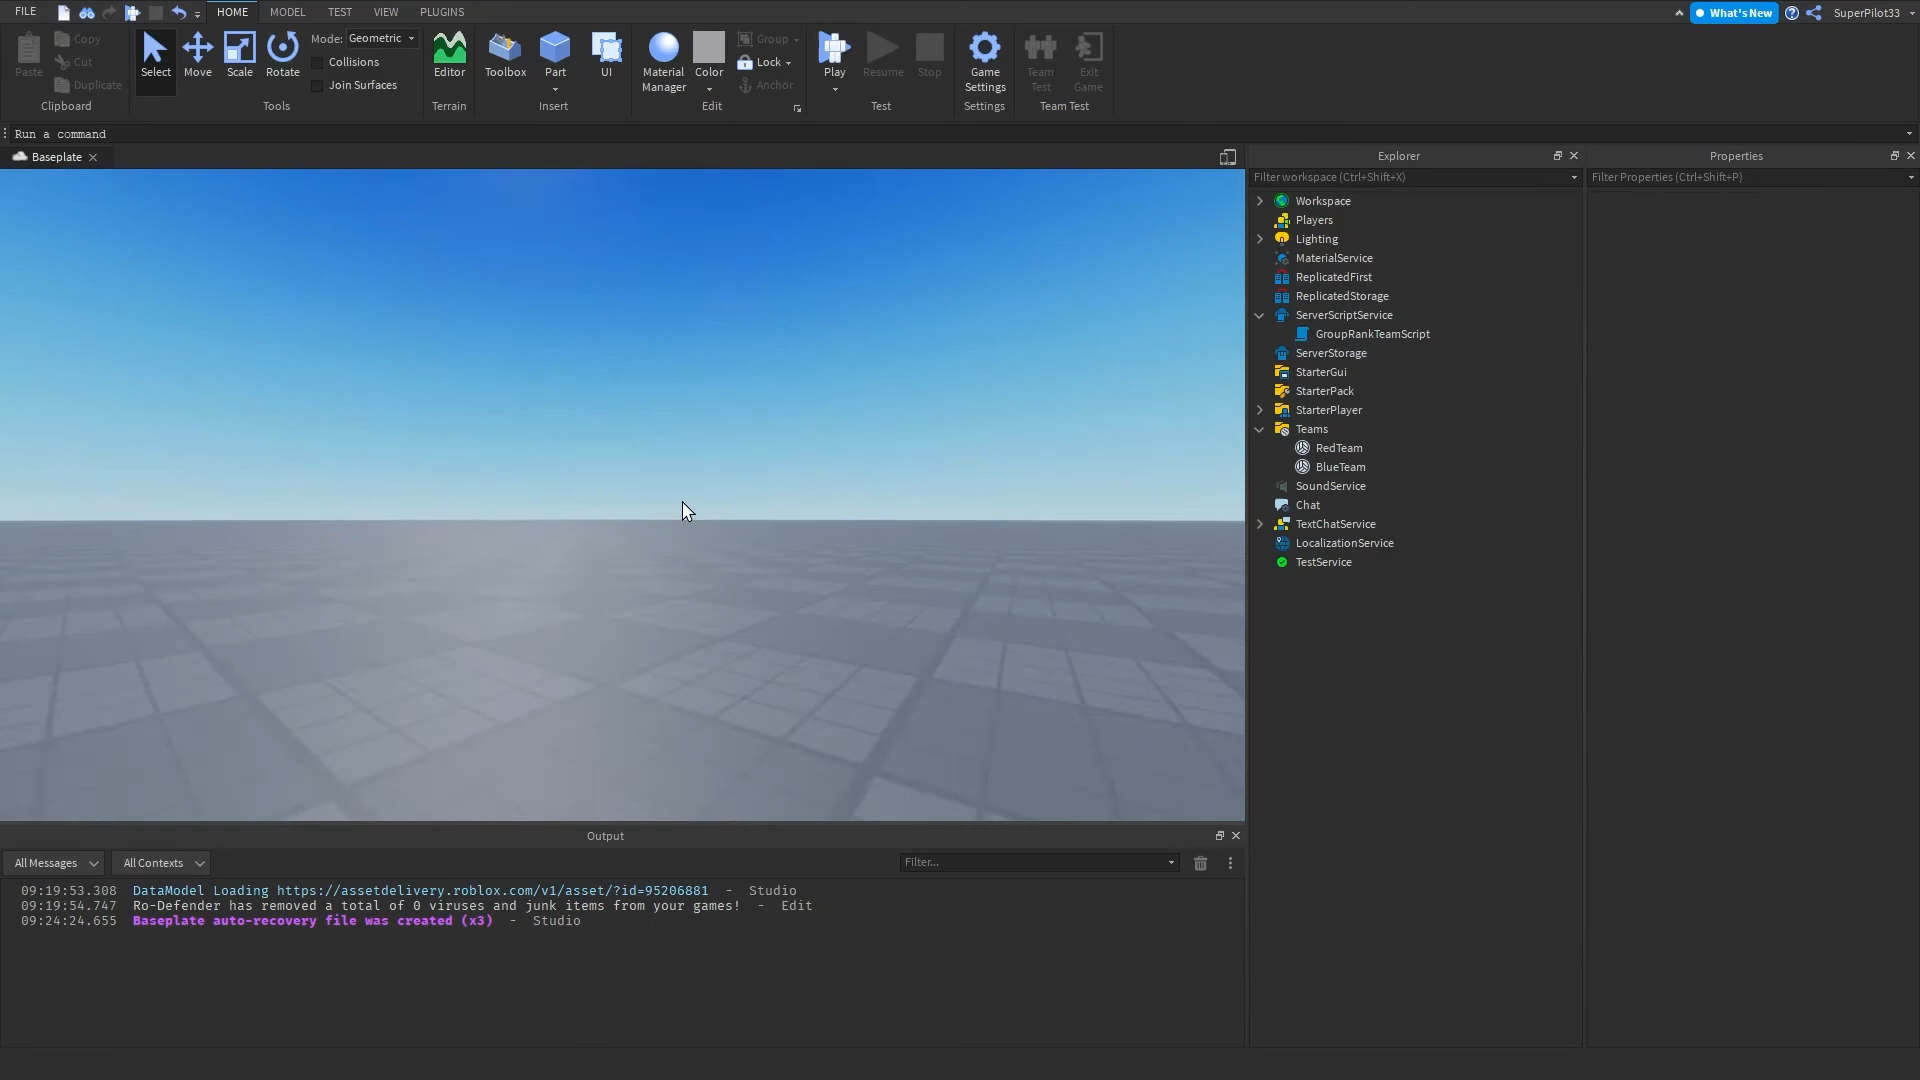 FILE
HOME
MODEL
TEST
VIEW
PLUGINS
What's New
SuperPilot33
Paste
Copy
Cut
Duplicate
Clipboard
Select
Move
Scale
Rotate
Mode: Geometric
Collisions
Join Surfaces
Tools
Editor
Terrain
Toolbox
Part
UI
Insert
Material
Manager
Color
Group
Lock
Anchor
Edit
Play
Resume
Stop
Test
Game
Settings
Settings
Team
Test
Exit
Game
Team Test
Run a command
Baseplate
Explorer
Filter workspace (Ctrl+Shift+X)
Workspace
Players
Lighting
MaterialService
ReplicatedFirst
ReplicatedStorage
ServerScriptService
GroupRankTeamScript
ServerStorage
StarterGui
StarterPack
StarterPlayer
Teams
RedTeam
BlueTeam
SoundService
Chat
TextChatService
LocalizationService
TestService
Properties
Filter Properties (Ctrl+Shift+P)
Output
All Messages
All Contexts
Filter...
09:19:53.308 DataModel Loading https://assetdelivery.roblox.com/v1/asset/?id=95206881 - Studio
09:19:54.747 Ro-Defender has removed a total of 0 viruses and junk items from your games! - Edit
09:24:24.655 Baseplate auto-recovery file was created (x3) - Studio